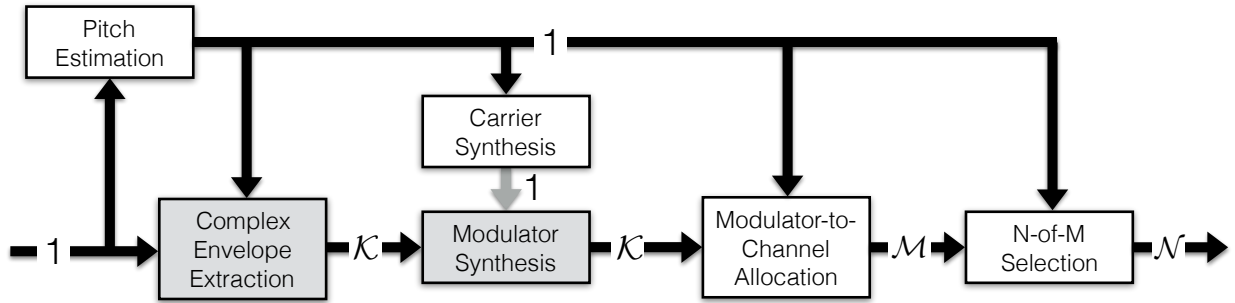 Pitch
Estimation
1
Carrier
Synthesis
1
1
Complex
Envelope
Extraction
K
Modulator
Synthesis
K
Modulator-to-
Channel
Allocation
M
N-of-M
Selection
N